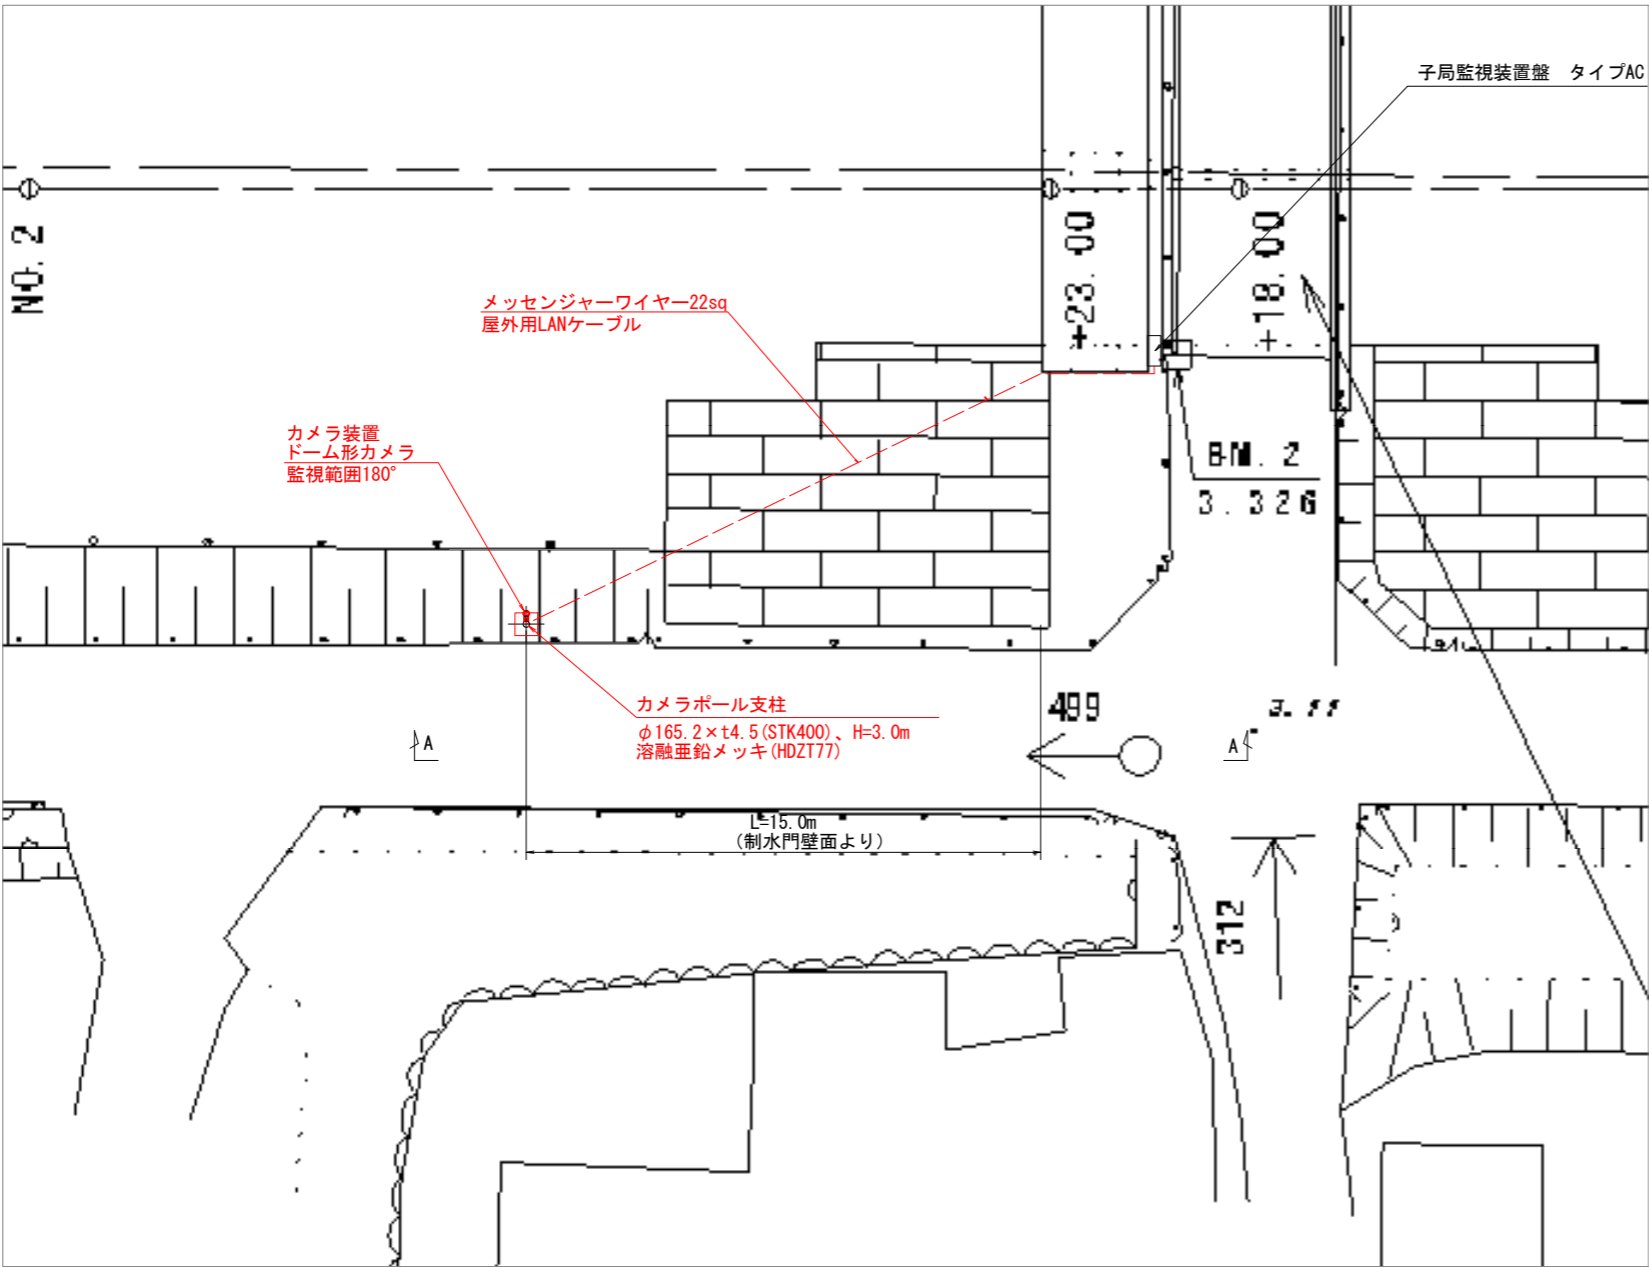 子局監視装置盤　タイプAC
NO. 2
+23. 00
+18. 00
メッセンジャーワイヤー22sq
屋外用LANケーブル
カメラ装置
ドーム形カメラ
監視範囲180°
BM. 2
3. 326
カメラポール支柱
φ165.2×t4.5(STK400)、H=3.0m
溶融亜鉛メッキ(HDZT77)
499
A
A
L=15.0m
(制水門壁面より)
312